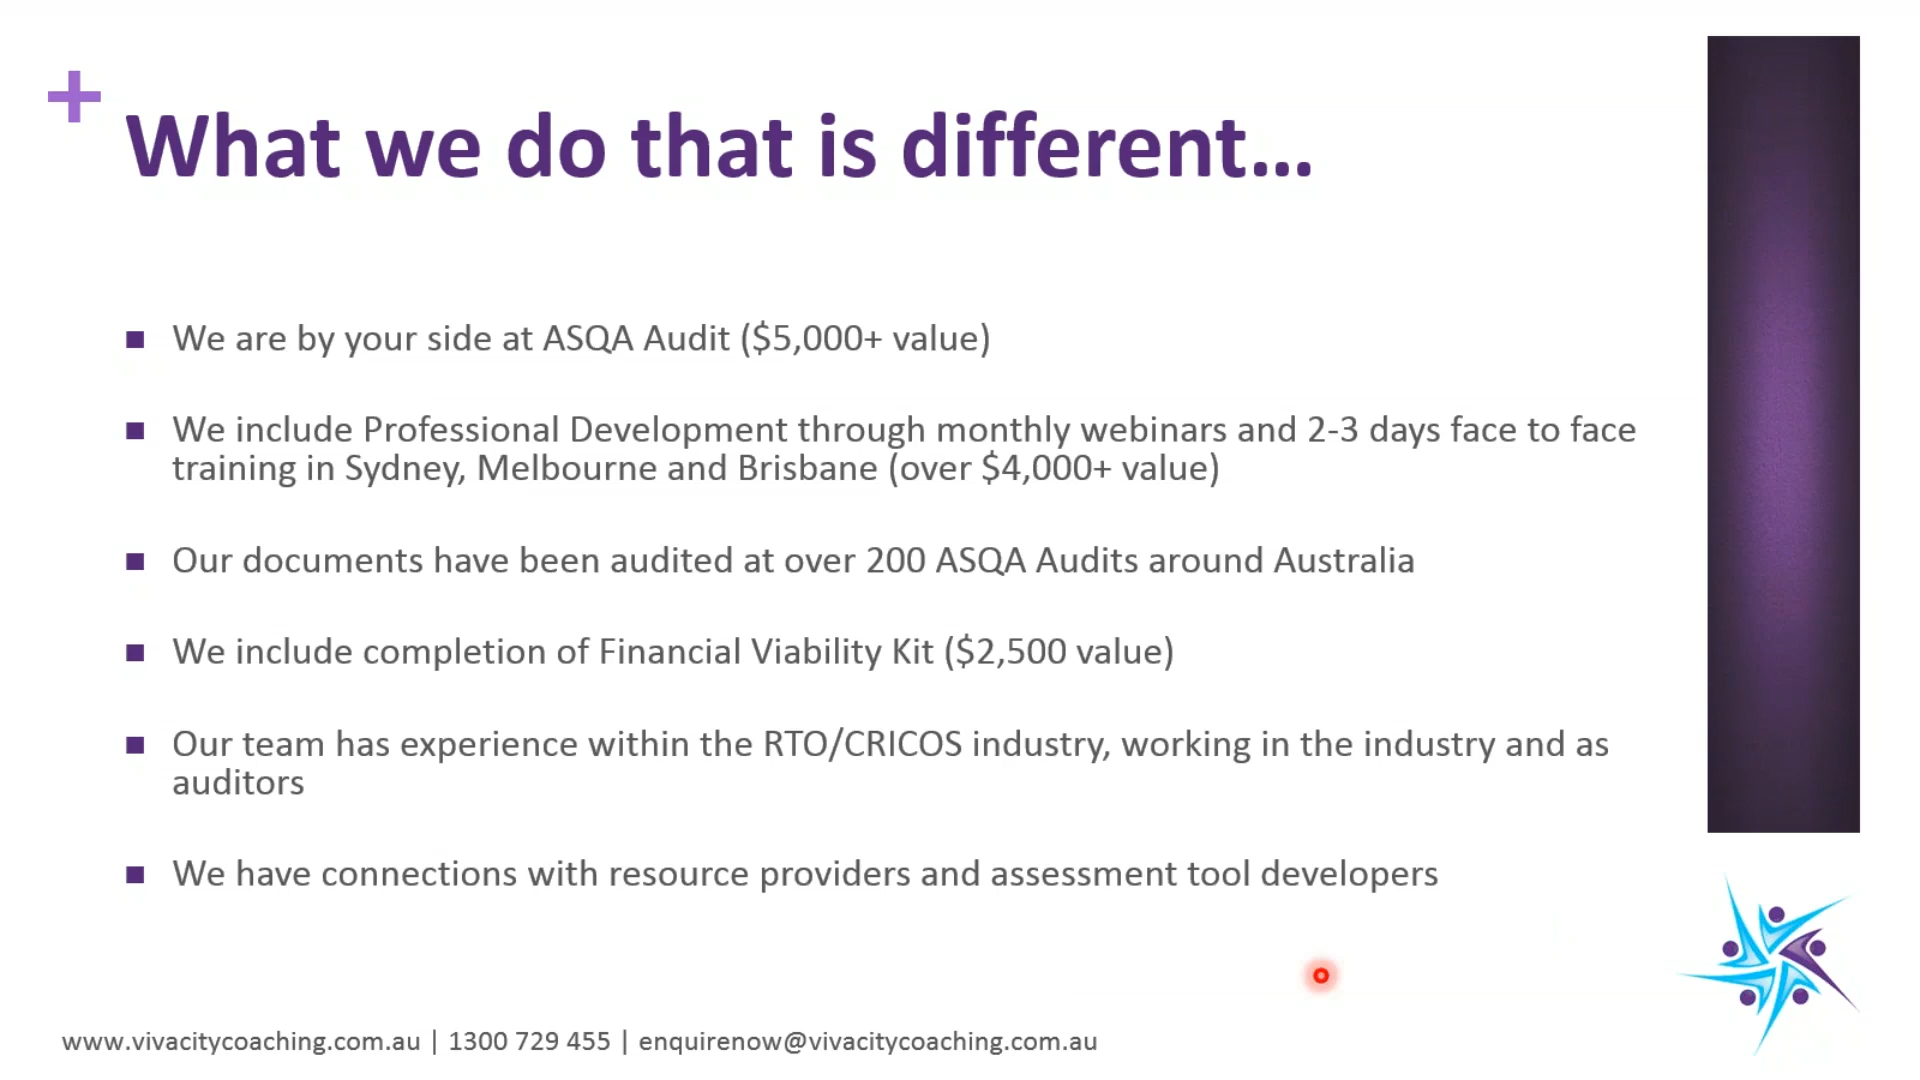 What we do that is different...
We are by your side at ASQA Audit ($5,000+ value)
We include Professional Development through monthly webinars and 2-3 days face to face
training in Sydney, Melbourne and Brisbane (over $4,000+ value)
Our documents have been audited at over 200 ASQA Audits around Australia
We include completion of Financial Viability Kit ($2,500 value)
Our team has experience within the RTO/CRICOS industry, working in the industry and as
auditors
We have connections with resource providers and assessment tool developers
www.vivacitycoaching.com.au | 1300 729 455 | enquirenow@vivacitycoaching.com.au